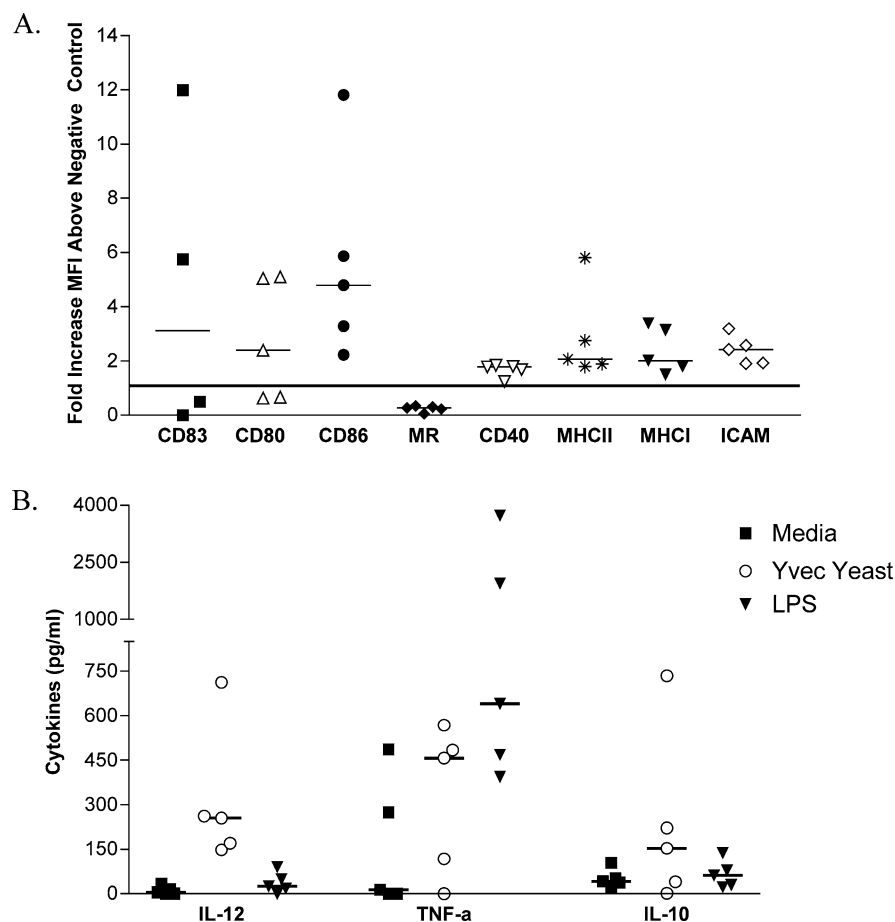 A.
Fold Increase MFI Above Negative Control
14
12
10
8
6
4
2
0
CD83 CD80 CD86 MR CD40 MHCII MHCI ICAM
B.
Cytokines (pg/ml)
4000
2500
1000
750
600
450
300
150
0
IL-12 TNF-a IL-10
Media
Yvec Yeast
LPS